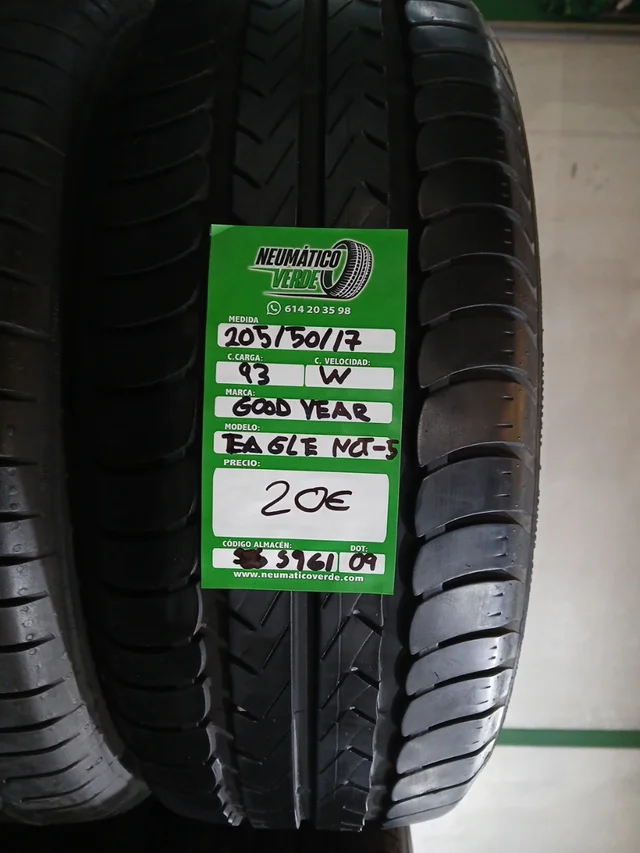 NEUMÁTICO
VERDE
614 20 35 98
MEDIDA
205/50/17
C.CARGA: C. VELOCIDAD:
93 W
MARCA:
GOOD YEAR
MODELO:
EAGLE NCT-5
PRECIO:
20€
CÓDIGO ALMACÉN: DOT:
5961 09
www.neumaticoverde.com